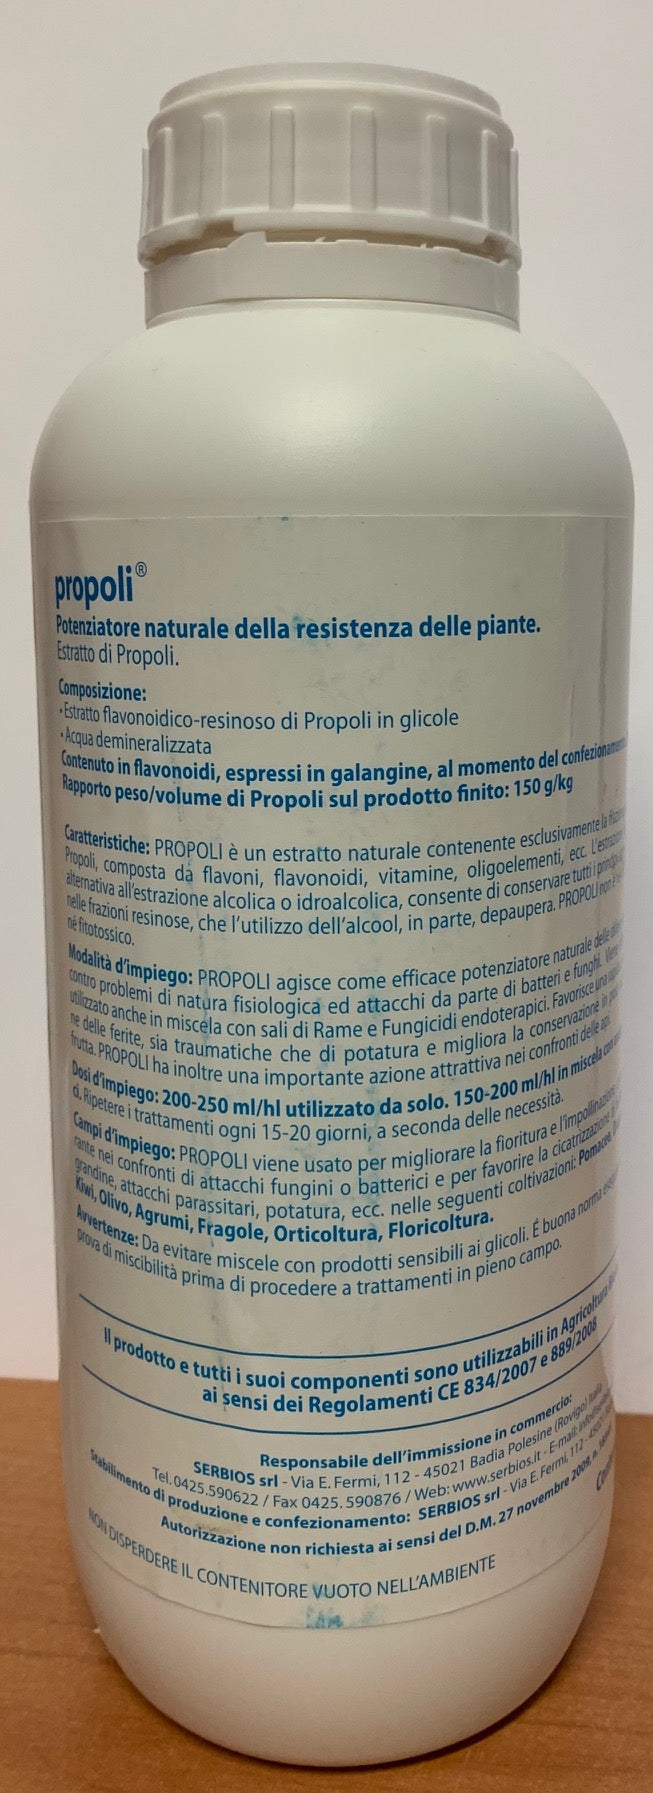 propoli®
Potenziatore naturale della resistenza delle piante.
Estratto di Propoli.
Composizione:
• Estratto flavonoidico-resinoso di Propoli in glicole
• Acqua demineralizzata
Contenuto in flavonoidi, espressi in galangine, al momento del
Rapporto peso/volume di Propoli sul prodotto finito: 150 g/kg
Caratteristiche: PROPOLI è un estratto naturale contenente esclusivamente la
Propoli, composta da flavoni, flavonoidi, vitamine, oligoelementi, ecc.
alternativa all'estrazione alcolica o idroalcolica, consente di conservare tutti i
nelle frazioni resinose, che l'utilizzo dell'alcool, in parte, depaupera. PROPOLI non è
né fitotossico.
Modalità d'impiego: PROPOLI agisce come efficace potenziatore naturale delle
contro problemi di natura fisiologica ed attacchi da parte di batteri e funghi. Viene
utilizzato anche in miscela con sali di Rame e Fungicidi endoterapici. Favorisce una
ne delle ferite, sia traumatiche che di potatura e migliora la conservazione in
frutta. PROPOLI ha inoltre una importante azione attrattiva nei confronti delle api.
Dosi d'impiego: 200-250 ml/hl utilizzato da solo. 150-200 ml/hl in miscela con
ci. Ripetere i trattamenti ogni 15-20 giorni, a seconda delle necessità.
Campi d'impiego: PROPOLI viene usato per migliorare la fioritura e l'impollinazione
rante nei confronti di attacchi fungini o batterici e per favorire la cicatrizzazione
grandine, attacchi parassitari, potatura, ecc. nelle seguenti coltivazioni: Pomacee,
Kiwi, Olivo, Agrumi, Fragole, Orticoltura, Floricoltura.
Avvertenze: Da evitare miscele con prodotti sensibili ai glicoli. É buona norma
prova di miscibilità prima di procedere a trattamenti in pieno campo.
Il prodotto e tutti i suoi componenti sono utilizzabili in Agricoltura
ai sensi dei Regolamenti CE 834/2007 e 889/2008
Responsabile dell'immissione in commercio:
SERBIOS srl - Via E. Fermi, 112 - 45021 Badia Polesine (Rovigo) Italia
Tel. 0425.590622 / Fax 0425. 590876 / Web: www.serbios.it - E-mail:
Stabilimento di produzione e confezionamento: SERBIOS srl - Via E. Fermi, 112 - 45021
Autorizzazione non richiesta ai sensi del D.M. 27 novembre 2009, n.
NON DISPERDERE IL CONTENITORE VUOTO NELL'AMBIENTE